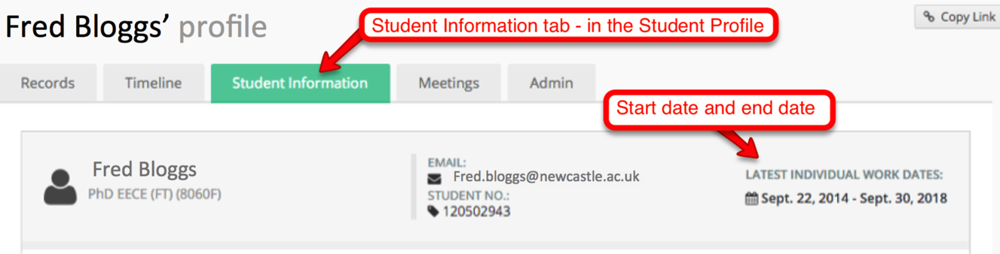 Fred Bloggs’ profile
Student Information tab - in the Student Profile
Copy Link
Records
Timeline
Student Information
Meetings
Admin
Start date and end date
Fred Bloggs
PhD EECE (FT) (8060F)
EMAIL:
Fred.bloggs@newcastle.ac.uk
STUDENT NO.:
120502943
LATEST INDIVIDUAL WORK DATES:
Sept. 22, 2014 - Sept. 30, 2018